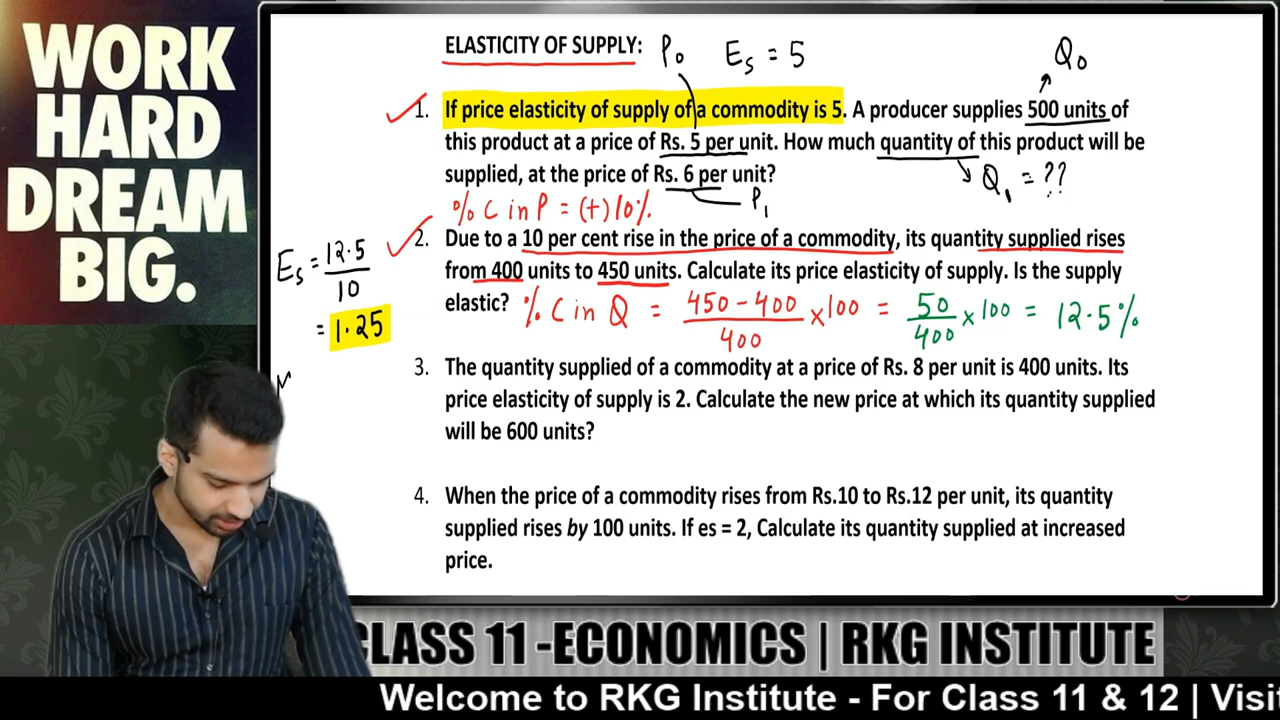 WORK
HARD
DREAM
BIG.
ELASTICITY OF SUPPLY:
P₀ E_S = 5
Q₀
1. If price elasticity of supply of a commodity is 5. A producer supplies 500 units of
this product at a price of Rs. 5 per unit. How much quantity of this product will be
supplied, at the price of Rs. 6 per unit?
Q₁ = ??
P₁
% C in P = (+) 10%
2. Due to a 10 per cent rise in the price of a commodity, its quantity supplied rises
from 400 units to 450 units. Calculate its price elasticity of supply. Is the supply
elastic?
% C in Q = 450 - 400 / 400 × 100 = 50 / 400 × 100 = 12.5%
E_S = 12.5 / 10
= 1.25
3. The quantity supplied of a commodity at a price of Rs. 8 per unit is 400 units. Its
price elasticity of supply is 2. Calculate the new price at which its quantity supplied
will be 600 units?
4. When the price of a commodity rises from Rs.10 to Rs.12 per unit, its quantity
supplied rises by 100 units. If es = 2, Calculate its quantity supplied at increased
price.
CLASS 11 -ECONOMICS | RKG INSTITUTE
Welcome to RKG Institute - For Class 11 & 12 | Visi